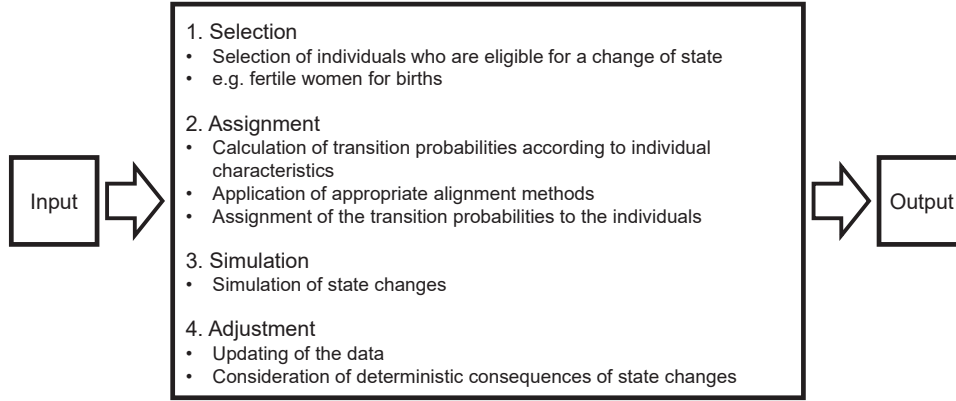 Input
1. Selection
• Selection of individuals who are eligible for a change of state
• e.g. fertile women for births
2. Assignment
• Calculation of transition probabilities according to individual
characteristics
• Application of appropriate alignment methods
• Assignment of the transition probabilities to the individuals
3. Simulation
• Simulation of state changes
4. Adjustment
• Updating of the data
• Consideration of deterministic consequences of state changes
Output